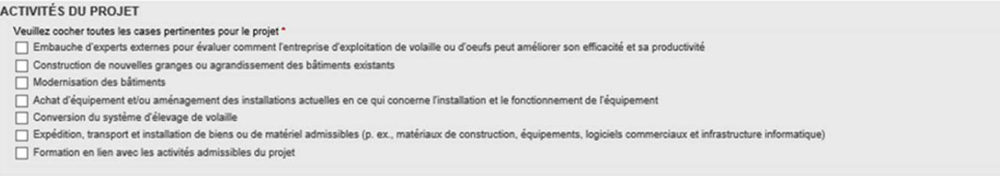 ACTIVITÉS DU PROJET
Veuillez cocher toutes les cases pertinentes pour le projet *
Embauche d'experts externes pour évaluer comment l'entreprise d'exploitation de volaille ou d'oeufs peut améliorer son efficacité et sa productivité
Construction de nouvelles granges ou agrandissement des bâtiments existants
Modernisation des bâtiments
Achat d'équipement et/ou aménagement des installations actuelles en ce qui concerne l'installation et le fonctionnement de l'équipement
Conversion du système d'élevage de volaille
Expédition, transport et installation de biens ou de matériel admissibles (p. ex., matériaux de construction, équipements, logiciels commerciaux et infrastructure informatique)
Formation en lien avec les activités admissibles du projet